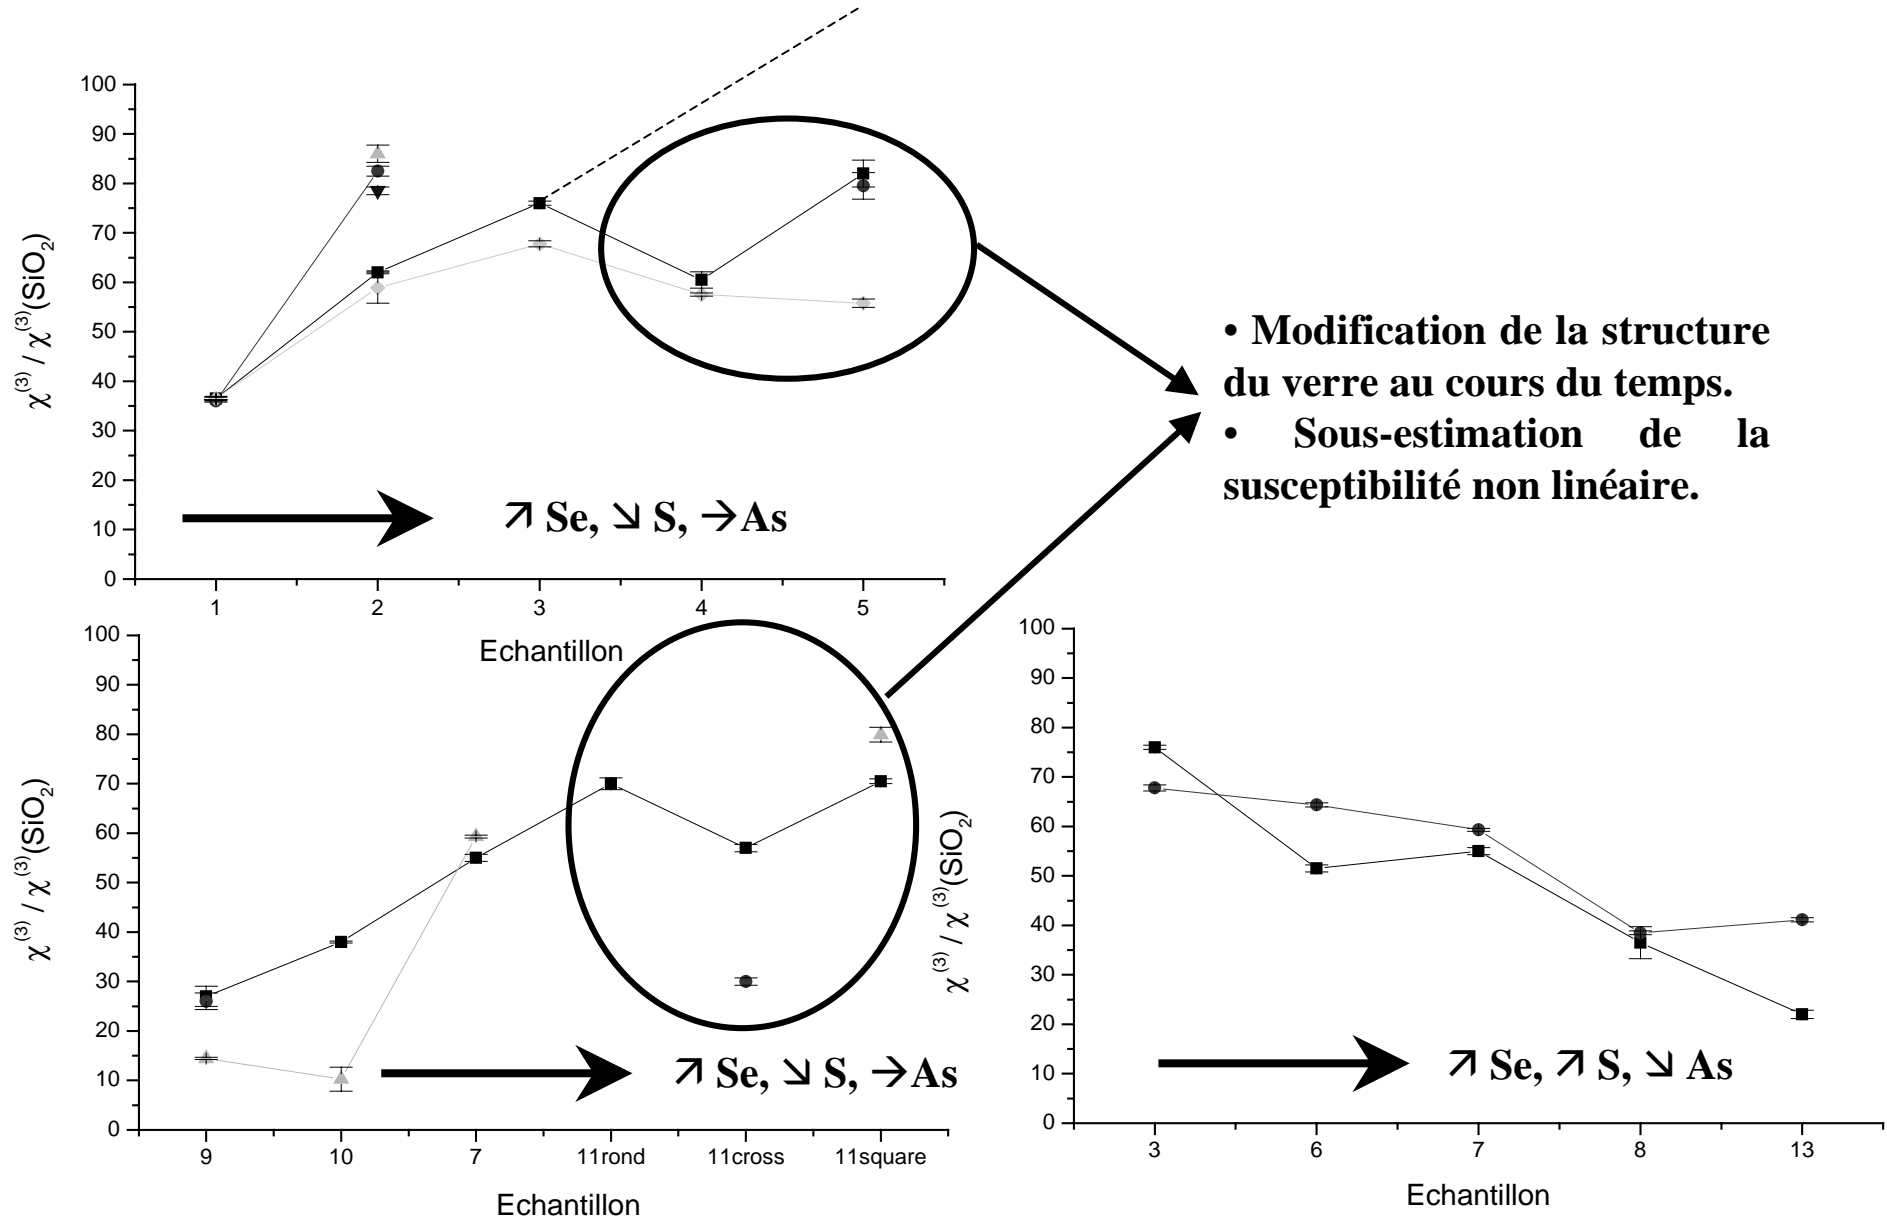 100
90
80
70
60
50
40
30
20
10
0
χ(3) / χ(3)(SiO2)
1 2 3 4 5
Echantillon
↗ Se, ↘ S, →As
• Modification de la structure
du verre au cours du temps.
• Sous-estimation de la
susceptibilité non linéaire.
100
90
80
70
60
50
40
30
20
10
0
χ(3) / χ(3)(SiO2)
9 10 7 11rond 11cross 11square
Echantillon
↗ Se, ↘ S, →As
100
90
80
70
60
50
40
30
20
10
0
χ(3) / χ(3)(SiO2)
3 6 7 8 13
Echantillon
↗ Se, ↗ S, ↘ As